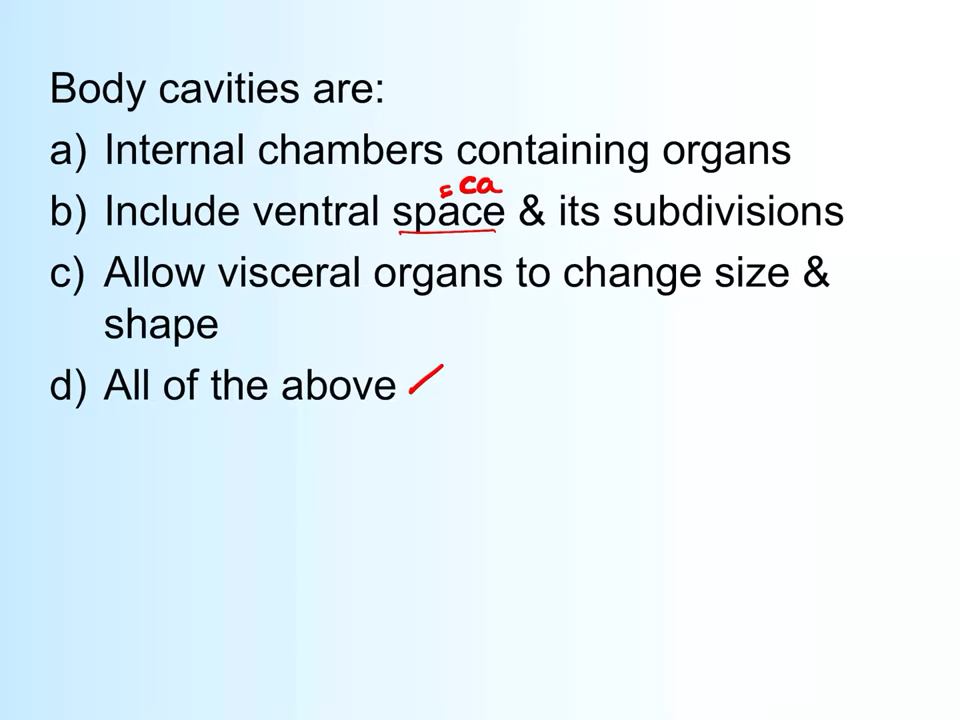 Body cavities are:
a) Internal chambers containing organs
= ca
b) Include ventral space & its subdivisions
c) Allow visceral organs to change size &
shape
d) All of the above